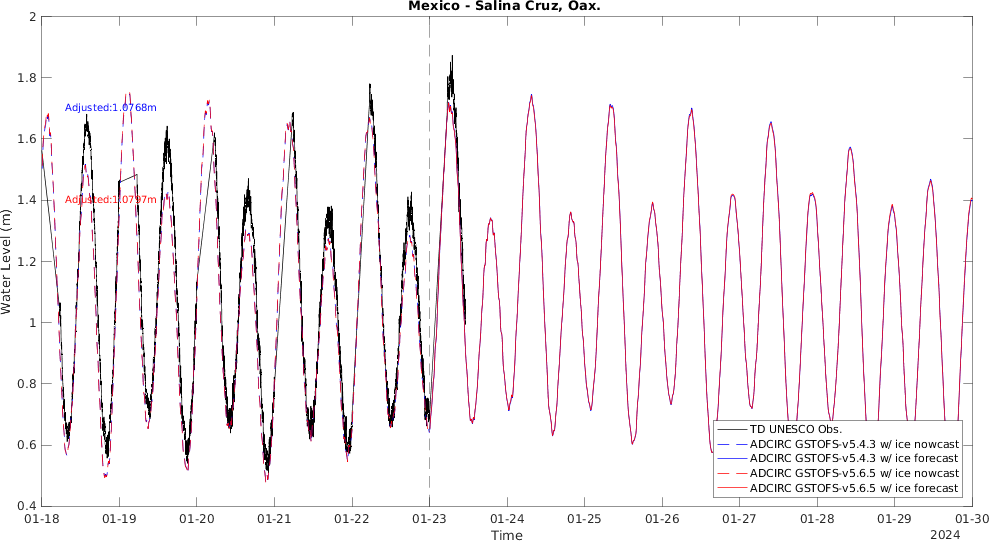 Mexico - Salina Cruz, Oax.
2
1.8
1.6
1.4
1.2
1
0.8
0.6
0.4
Water Level (m)
Adjusted:1.0768m
Adjusted:1.0797m
TD UNESCO Obs.
ADCIRC GSTOFS-v5.4.3 w/ ice nowcast
ADCIRC GSTOFS-v5.4.3 w/ ice forecast
ADCIRC GSTOFS-v5.6.5 w/ ice nowcast
ADCIRC GSTOFS-v5.6.5 w/ ice forecast
01-18 01-19 01-20 01-21 01-22 01-23 01-24 01-25 01-26 01-27 01-28 01-29 01-30
Time
2024